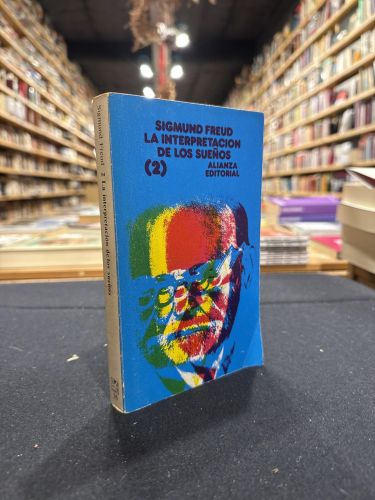 SIGMUND FREUD
LA INTERPRETACION
DE LOS SUEÑOS
(2) ALIANZA
EDITORIAL
Sigmund Freud 2 La interpretación de los sueños